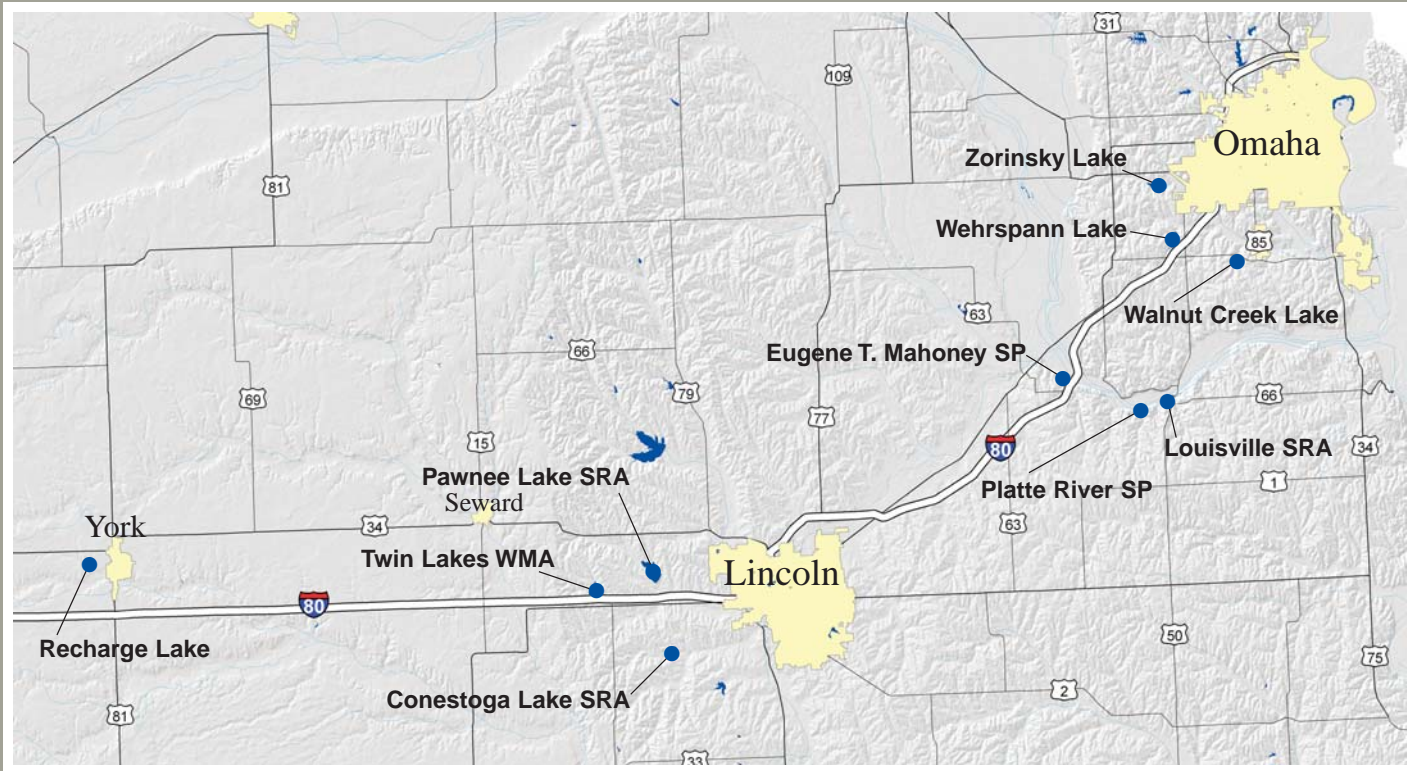 31
109
Omaha
Zorinsky Lake
81
Wehrspann Lake
85
Walnut Creek Lake
63
66
Eugene T. Mahoney SP
79
69
66
77
15
80
Louisville SRA
34
Pawnee Lake SRA
Platte River SP
1
Seward
York
34
63
Twin Lakes WMA
Lincoln
80
50
Recharge Lake
75
Conestoga Lake SRA
2
81
33